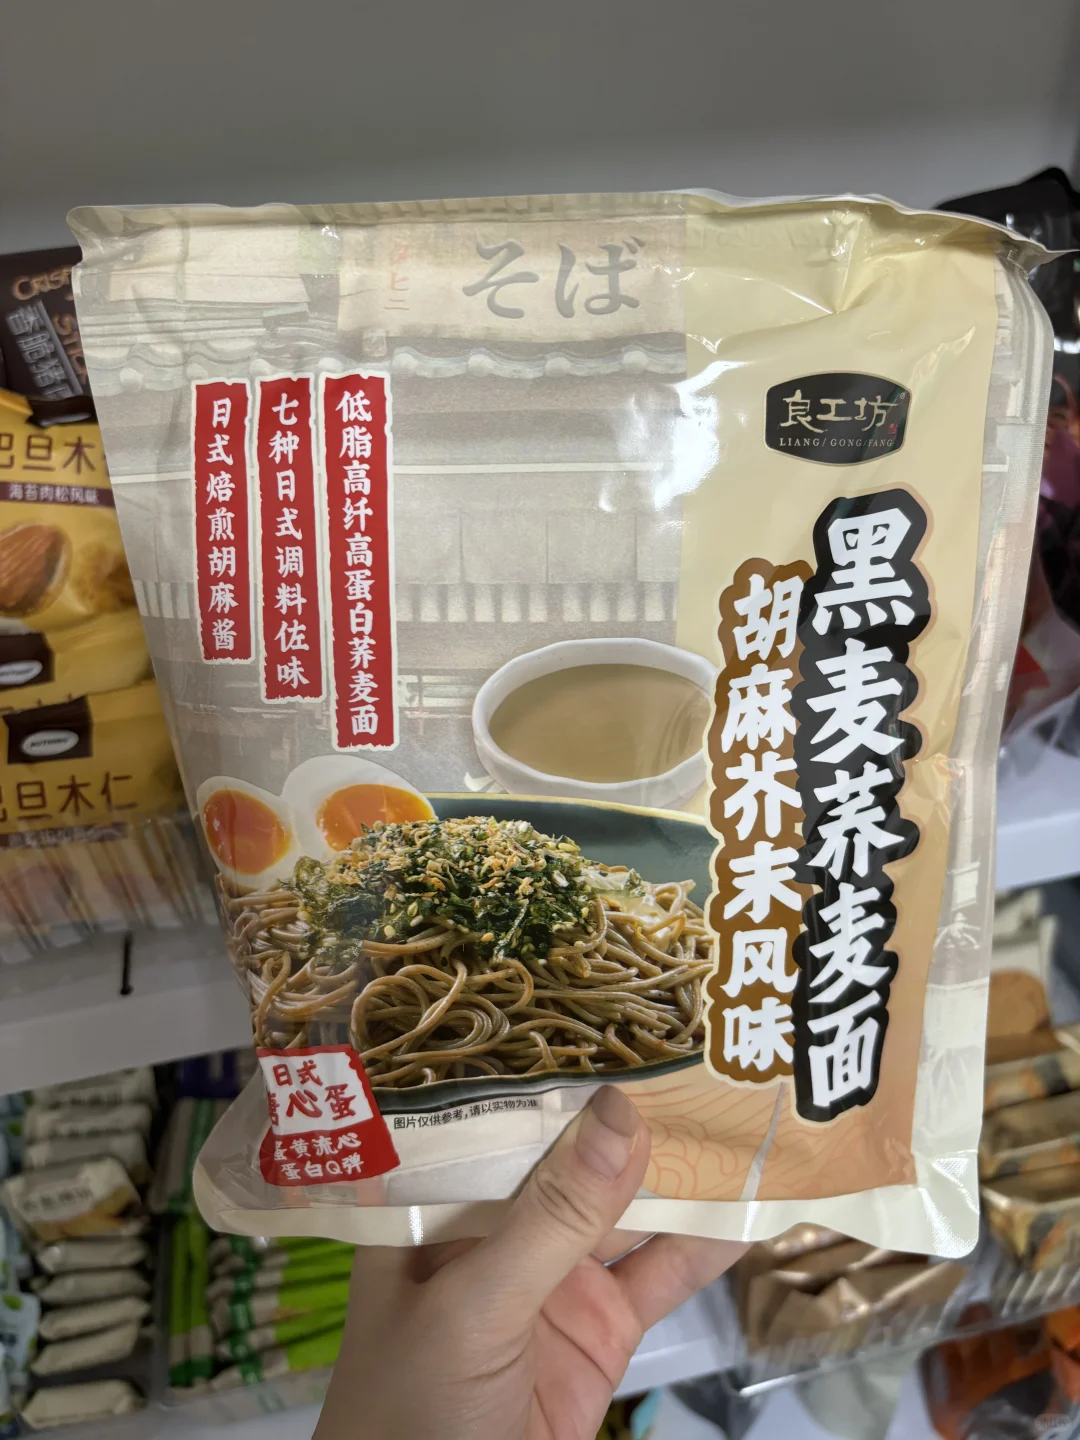 そば
良工坊
LIANG/GONG/FANG
黑麦荞麦面
胡麻芥末风味
低脂高纤高蛋白荞麦面
七种日式调料佐味
日式焙煎胡麻酱
日式
心蛋
蛋黄流心
蛋白Q弹
图片仅供参考,请以实物为准
CRISP
巴旦木
海苔肉松风味
巴旦木仁